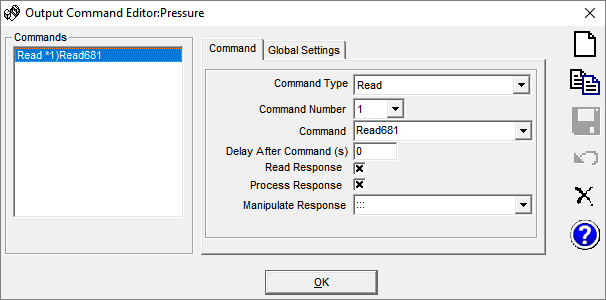 Output Command Editor:Pressure
Commands
Read *1)Read681
Command
Global Settings
Command Type
Read
Command Number
1
Command
Read681
Delay After Command (s)
0
Read Response
Process Response
Manipulate Response
:::
?
OK